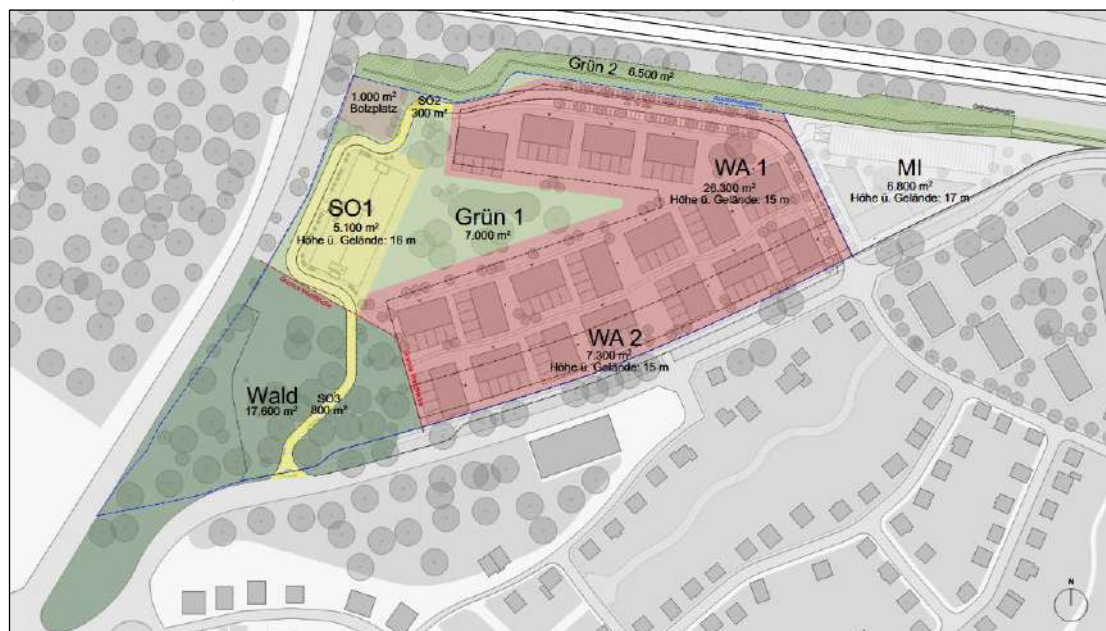 Grün 2 6.500 m²
1.000 m²
Bolzplatz
SO2
300 m²
WA 1
26.300 m²
Höhe ü. Gelände: 15 m
MI
6.800 m²
Höhe ü. Gelände: 17 m
SO1
5.100 m²
Höhe ü. Gelände: 16 m
Grün 1
7.000 m²
WA 2
7.300 m²
Höhe ü. Gelände: 15 m
Wald
17.600 m²
SO3
800 m²
N